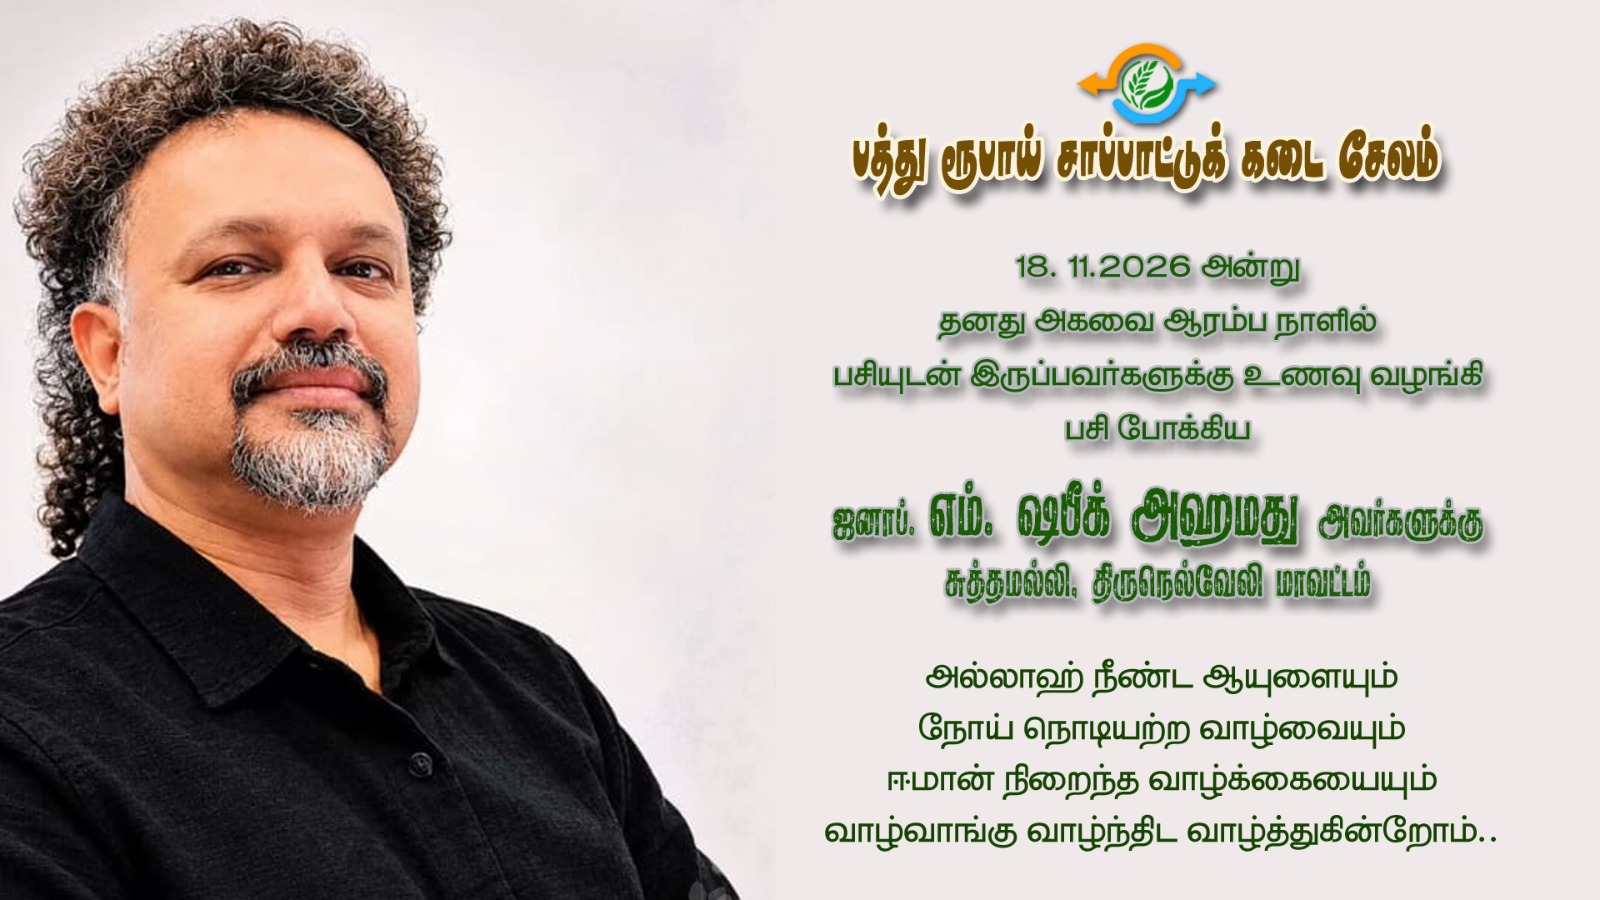 பத்து ரூபாய் சாப்பாட்டுக் கடை சேலம்
18. 11.2026 அன்று
தனது அகவை ஆரம்ப நாளில்
பசியுடன் இருப்பவர்களுக்கு உணவு வழங்கி
பசி போக்கிய
ஜனாப். எம். ஷபீக் அஹமது அவர்களுக்கு
சுத்தமல்லி, திருநெல்வேலி மாவட்டம்
அல்லாஹ் நீண்ட ஆயுளையும்
நோய் நொடியற்ற வாழ்வையும்
ஈமான் நிறைந்த வாழ்க்கையையும்
வாழ்வாங்கு வாழ்ந்திட வாழ்த்துகின்றோம்..